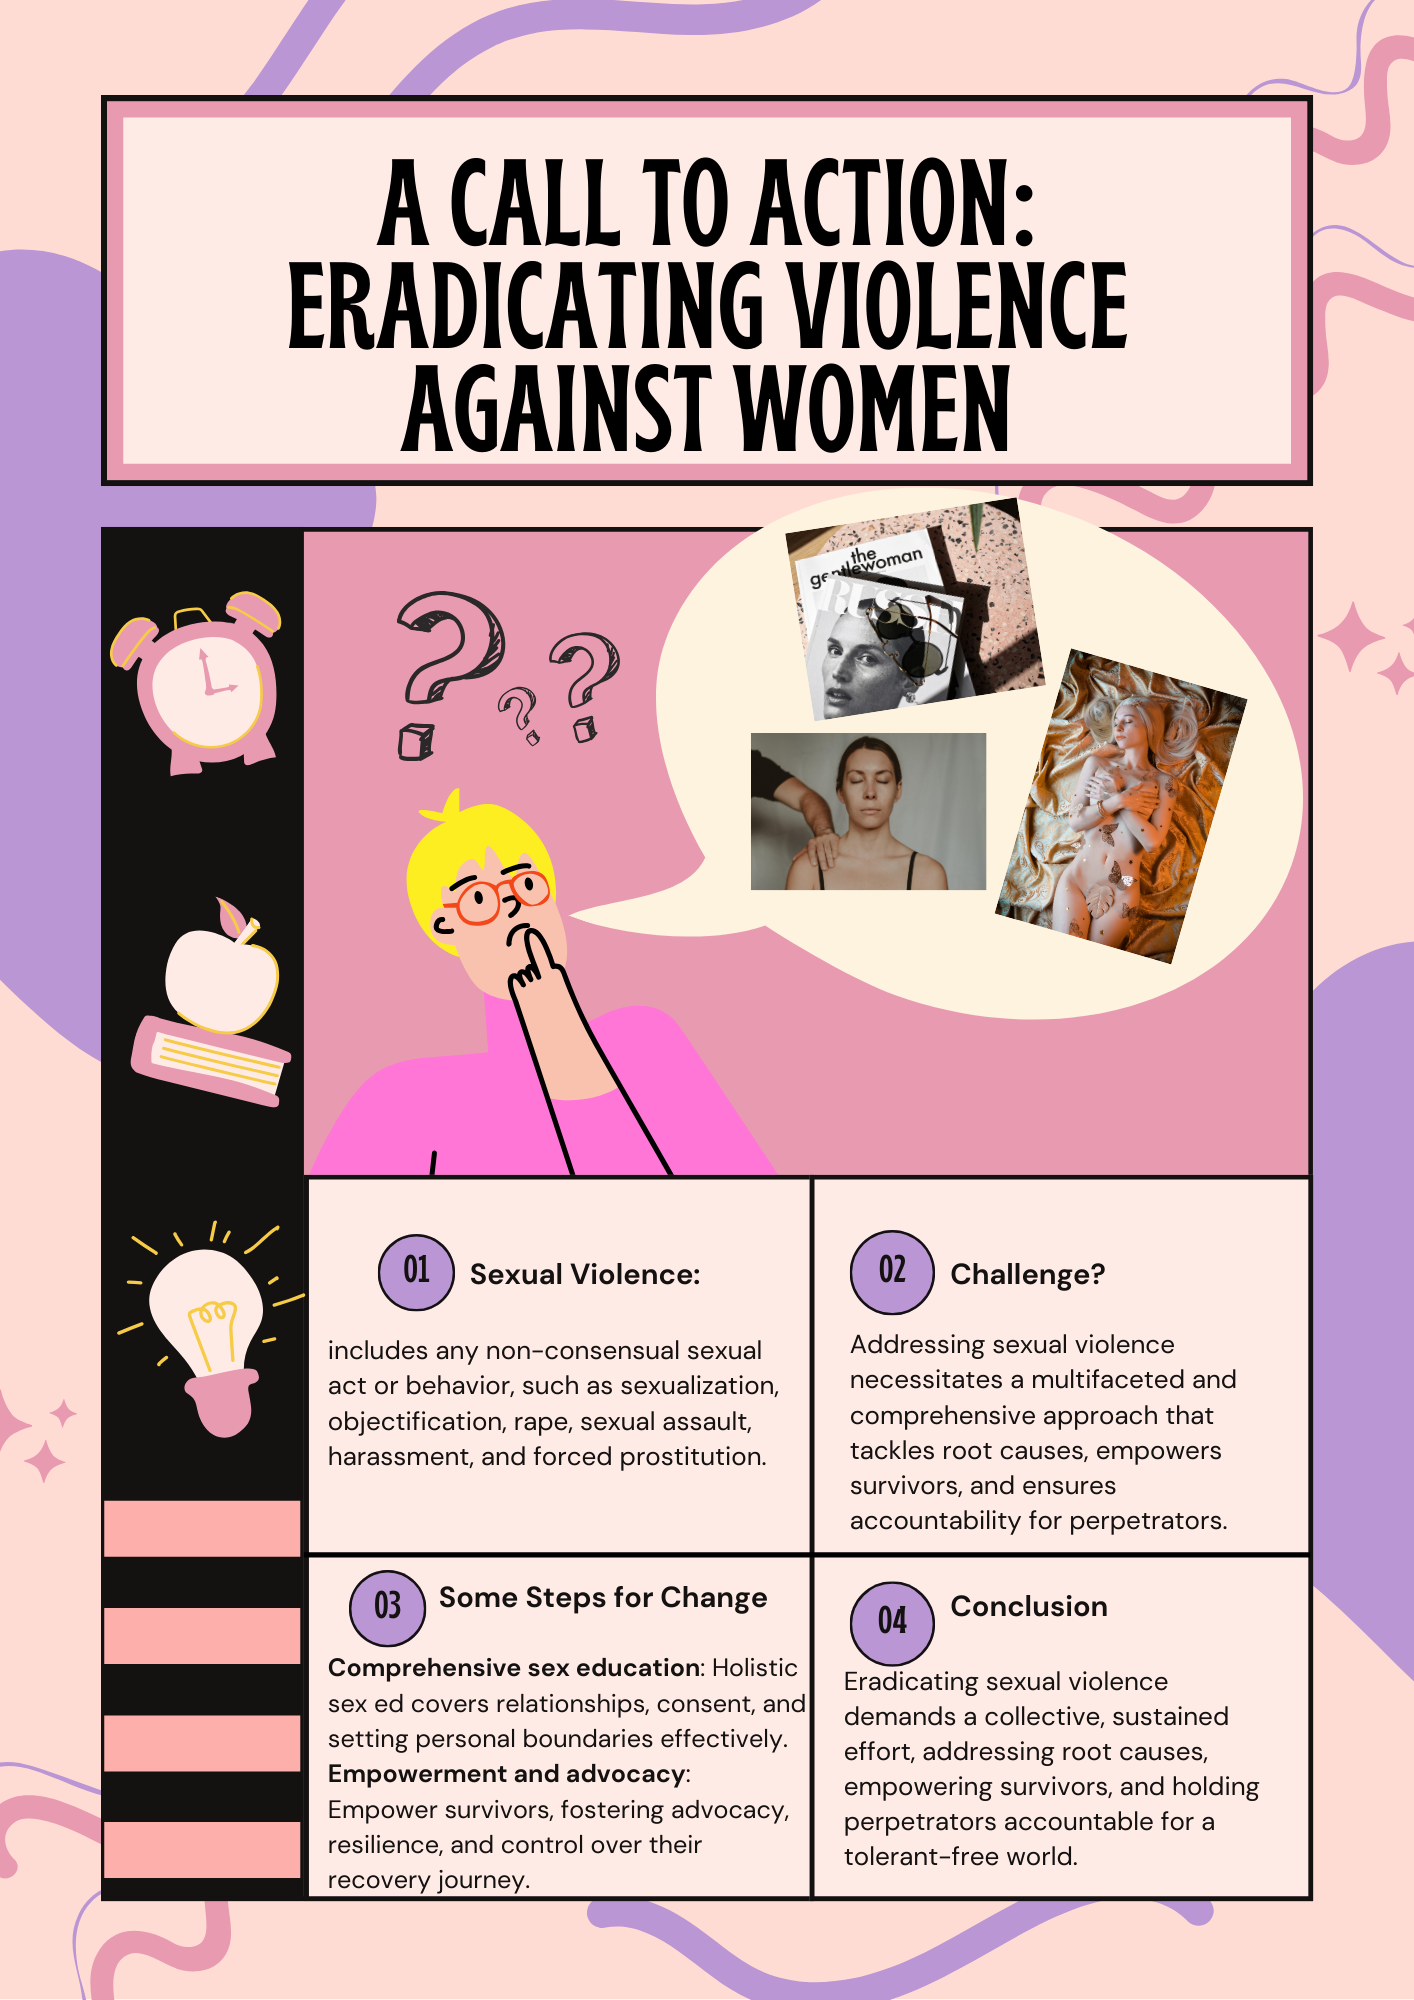 A CALL TO ACTION:
ERADICATING VIOLENCE
AGAINST WOMEN
? ? ?
the
gentlewoman
01
Sexual Violence:
includes any non-consensual sexual
act or behavior, such as sexualization,
objectification, rape, sexual assault,
harassment, and forced prostitution.
02
Challenge?
Addressing sexual violence
necessitates a multifaceted and
comprehensive approach that
tackles root causes, empowers
survivors, and ensures
accountability for perpetrators.
03
Some Steps for Change
Comprehensive sex education: Holistic
sex ed covers relationships, consent, and
setting personal boundaries effectively.
Empowerment and advocacy:
Empower survivors, fostering advocacy,
resilience, and control over their
recovery journey.
04
Conclusion
Eradicating sexual violence
demands a collective, sustained
effort, addressing root causes,
empowering survivors, and holding
perpetrators accountable for a
tolerant-free world.